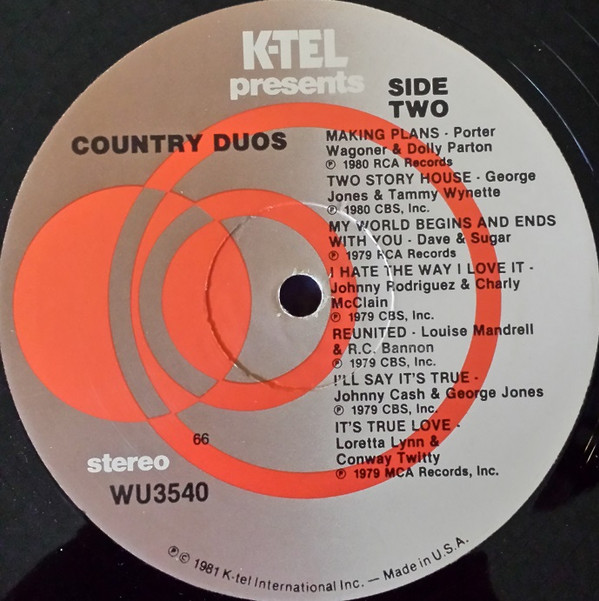 K-TEL
presents
SIDE
TWO
COUNTRY DUOS
MAKING PLANS - Porter
Wagoner & Dolly Parton
℗ 1980 RCA Records
TWO STORY HOUSE - George
Jones & Tammy Wynette
℗ 1980 CBS, Inc.
MY WORLD BEGINS AND ENDS
WITH YOU - Dave & Sugar
℗ 1979 RCA Records
I HATE THE WAY I LOVE IT -
Johnny Rodriguez & Charly
McClain
℗ 1979 CBS, Inc.
REUNITED - Louise Mandrell
& R.C. Bannon
℗ 1979 CBS, Inc.
I'LL SAY IT'S TRUE -
Johnny Cash & George Jones
℗ 1979 CBS, Inc.
IT'S TRUE LOVE -
Loretta Lynn &
Conway Twitty
℗ 1979 MCA Records, Inc.
66
stereo
WU3540
℗ © 1981 K-tel International Inc. — Made in U.S.A.